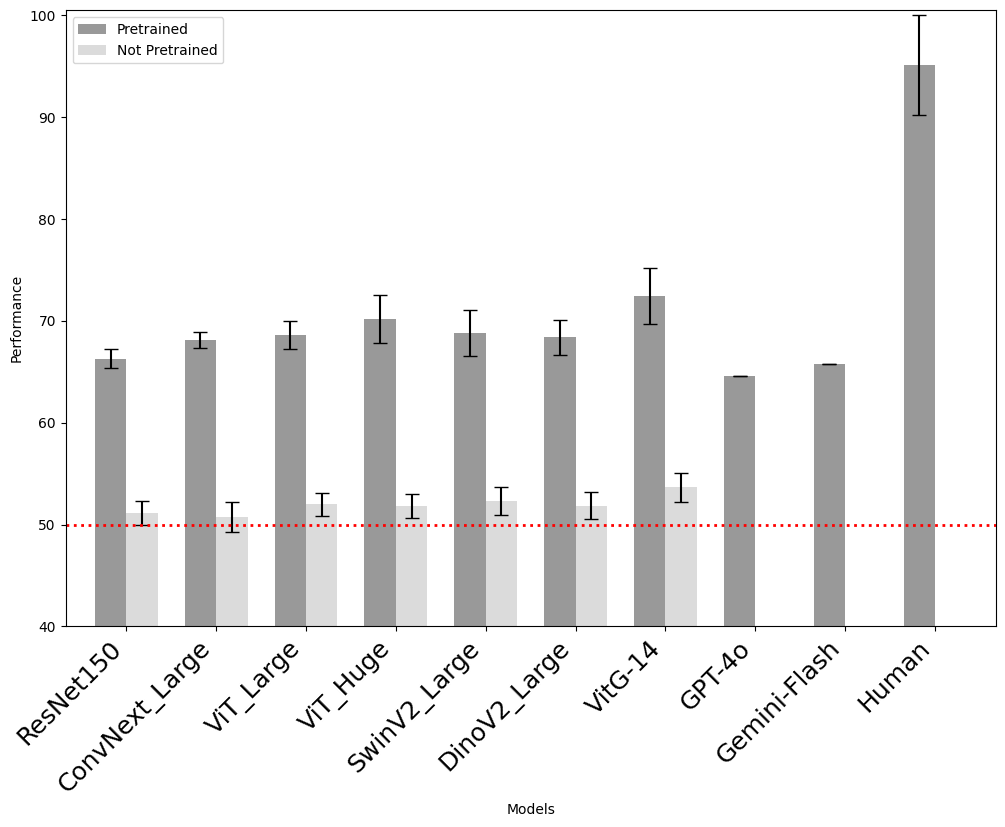 Pretrained
Not Pretrained
100
90
80
70
60
50
40
Performance
ResNet150
ConvNext_Large
ViT_Large
ViT_Huge
SwinV2_Large
DinoV2_Large
VitG-14
GPT-4o
Gemini-Flash
Human
Models